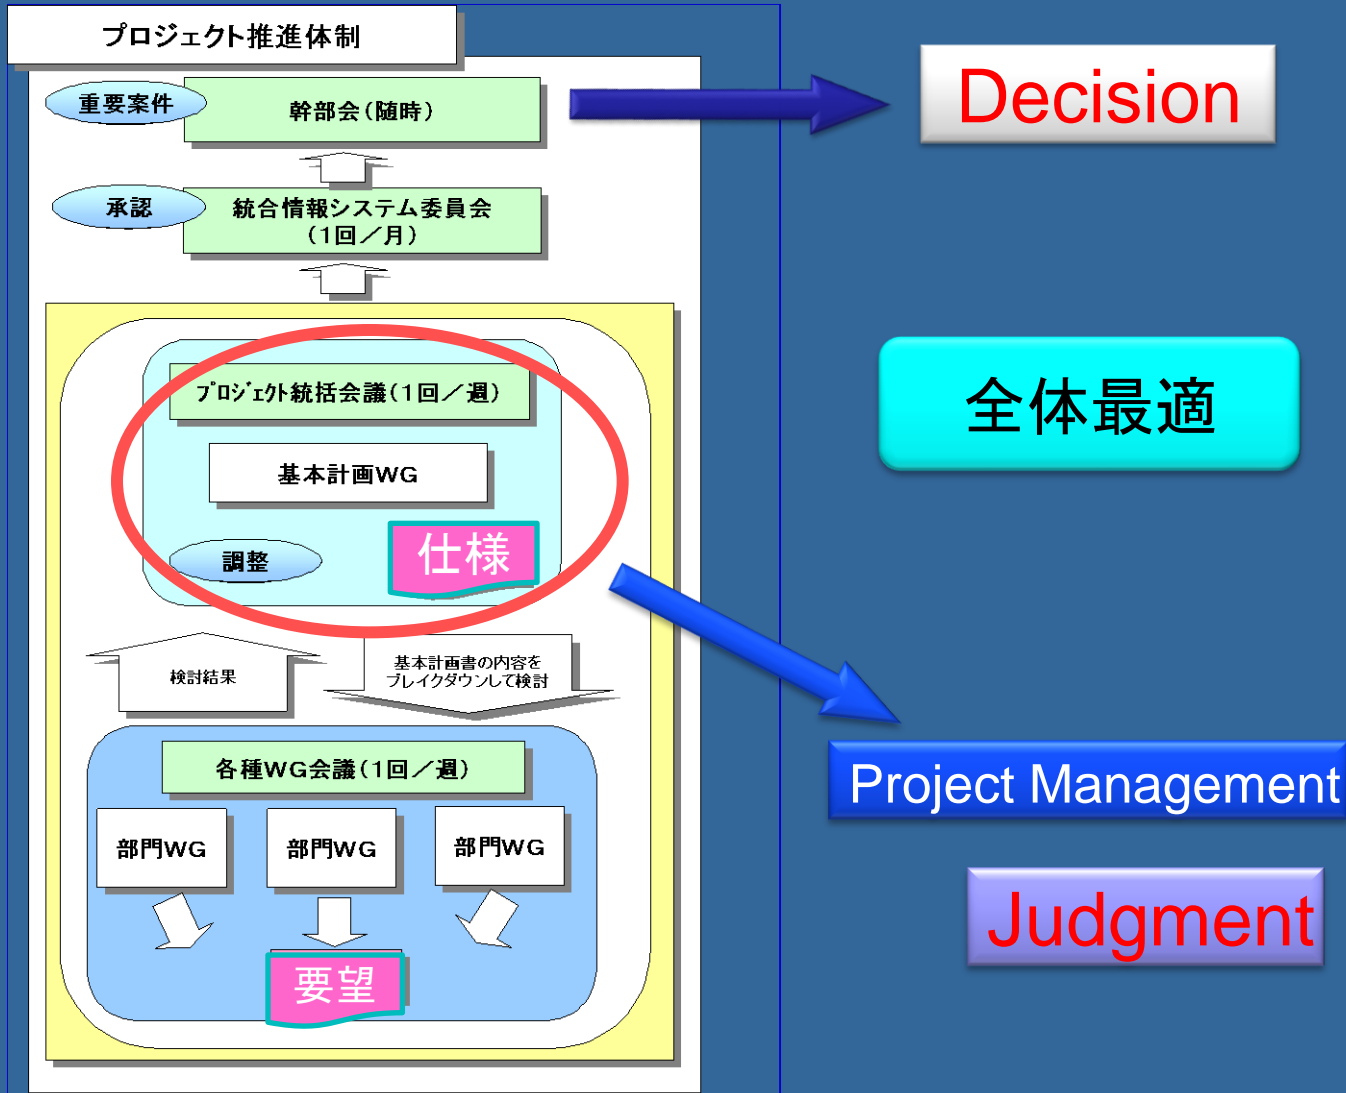 プロジェクト推進体制
重要案件
幹部会(随時)
Decision
承認
統合情報システム委員会
(1回/月)
プロジェクト統括会議(1回/週)
基本計画WG
調整
仕様
全体最適
検討結果
基本計画書の内容を
ブレイクダウンして検討
Project Management
各種WG会議(1回/週)
部門WG
部門WG
部門WG
Judgment
要望